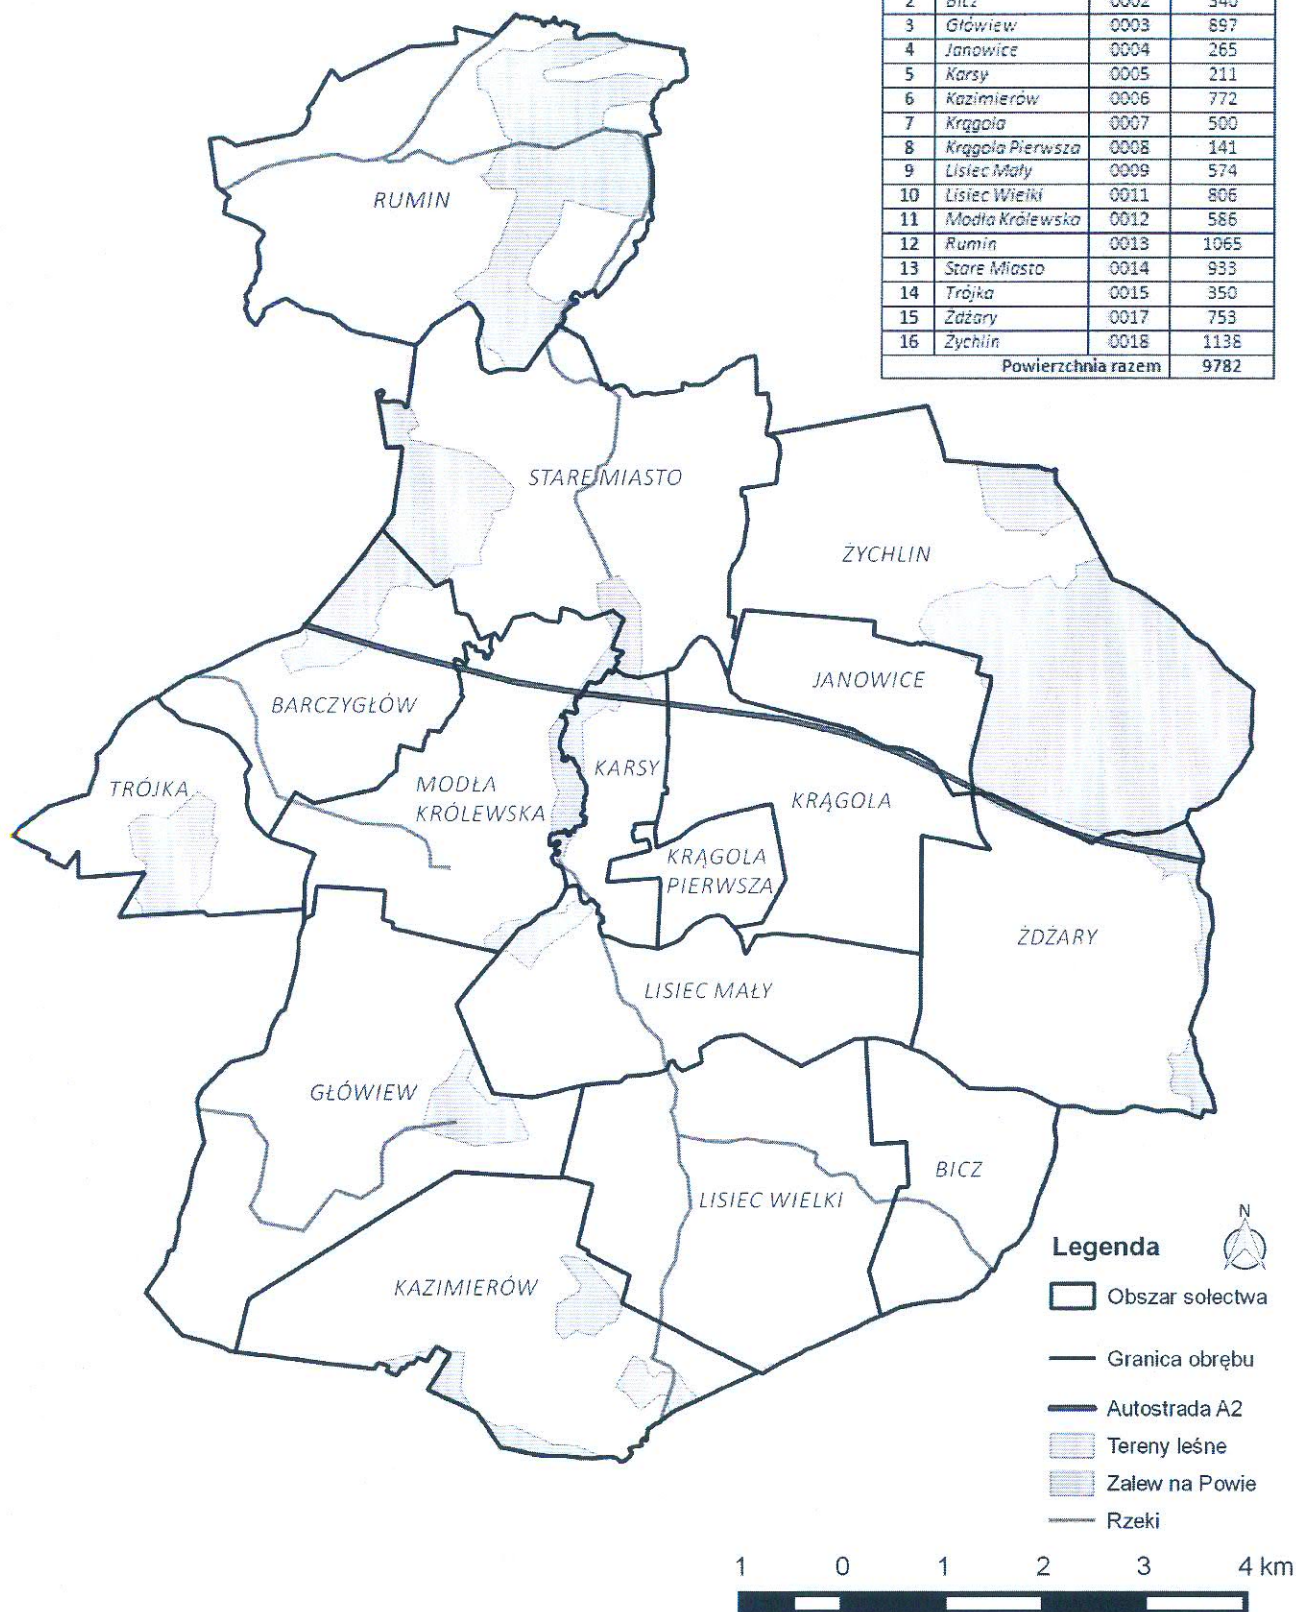 3 Głowiew 0003 897
4 Janowice 0004 265
5 Karsy 0005 211
6 Kazimierów 0006 772
7 Krągola 0007 500
8 Krągola Pierwsza 0008 141
9 Lisiec Mały 0009 574
10 Lisiec Wielki 0011 806
11 Modła Królewska 0012 586
12 Rumin 0013 1065
13 Stare Miasto 0014 933
14 Trójka 0015 350
15 Żdżary 0017 753
16 Żychlin 0018 1138
Powierzchnia razem 9782
RUMIN
STARE MIASTO
ŻYCHLIN
JANOWICE
BARCZYGŁÓW
TRÓJKA
MODŁA
KRÓLEWSKA
KARSY
KRĄGOLA
KRĄGOLA
PIERWSZA
ŻDŻARY
LISIEC MAŁY
GŁÓWIEW
BICZ
LISIEC WIELKI
KAZIMIERÓW
N
Legenda
Obszar sołectwa
Granica obrębu
Autostrada A2
Tereny leśne
Zalew na Powie
Rzeki
1 0 1 2 3 4 km